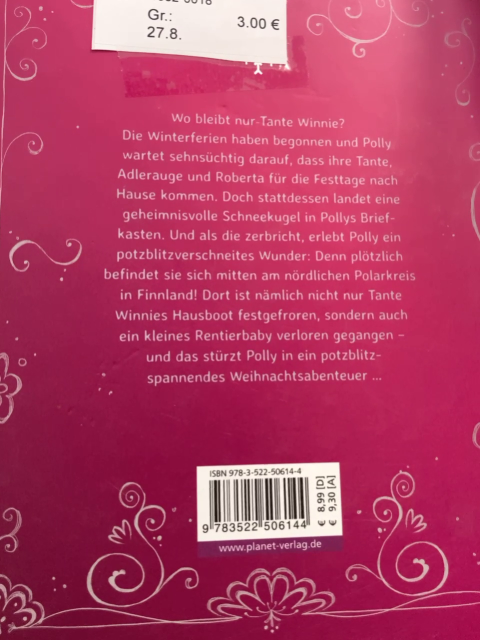 Gr.:
3.00 €
27.8.
Wo bleibt nur Tante Winnie?
Die Winterferien haben begonnen und Polly
wartet sehnsüchtig darauf, dass ihre Tante,
Adlerauge und Roberta für die Festtage nach
Hause kommen. Doch stattdessen landet eine
geheimnisvolle Schneekugel in Pollys Brief-
kasten. Und als die zerbricht, erlebt Polly ein
potzblitzverschneites Wunder: Denn plötzlich
befindet sie sich mitten am nördlichen Polarkreis
in Finnland! Dort ist nämlich nicht nur Tante
Winnies Hausboot festgefroren, sondern auch
ein kleines Rentierbaby verloren gegangen –
und das stürzt Polly in ein potzblitz-
spannendes Weihnachtsabenteuer ...
ISBN 978-3-522-50614-4
9 783522 506144
€ 8,99 [D]
€ 9,30 [A]
www.planet-verlag.de